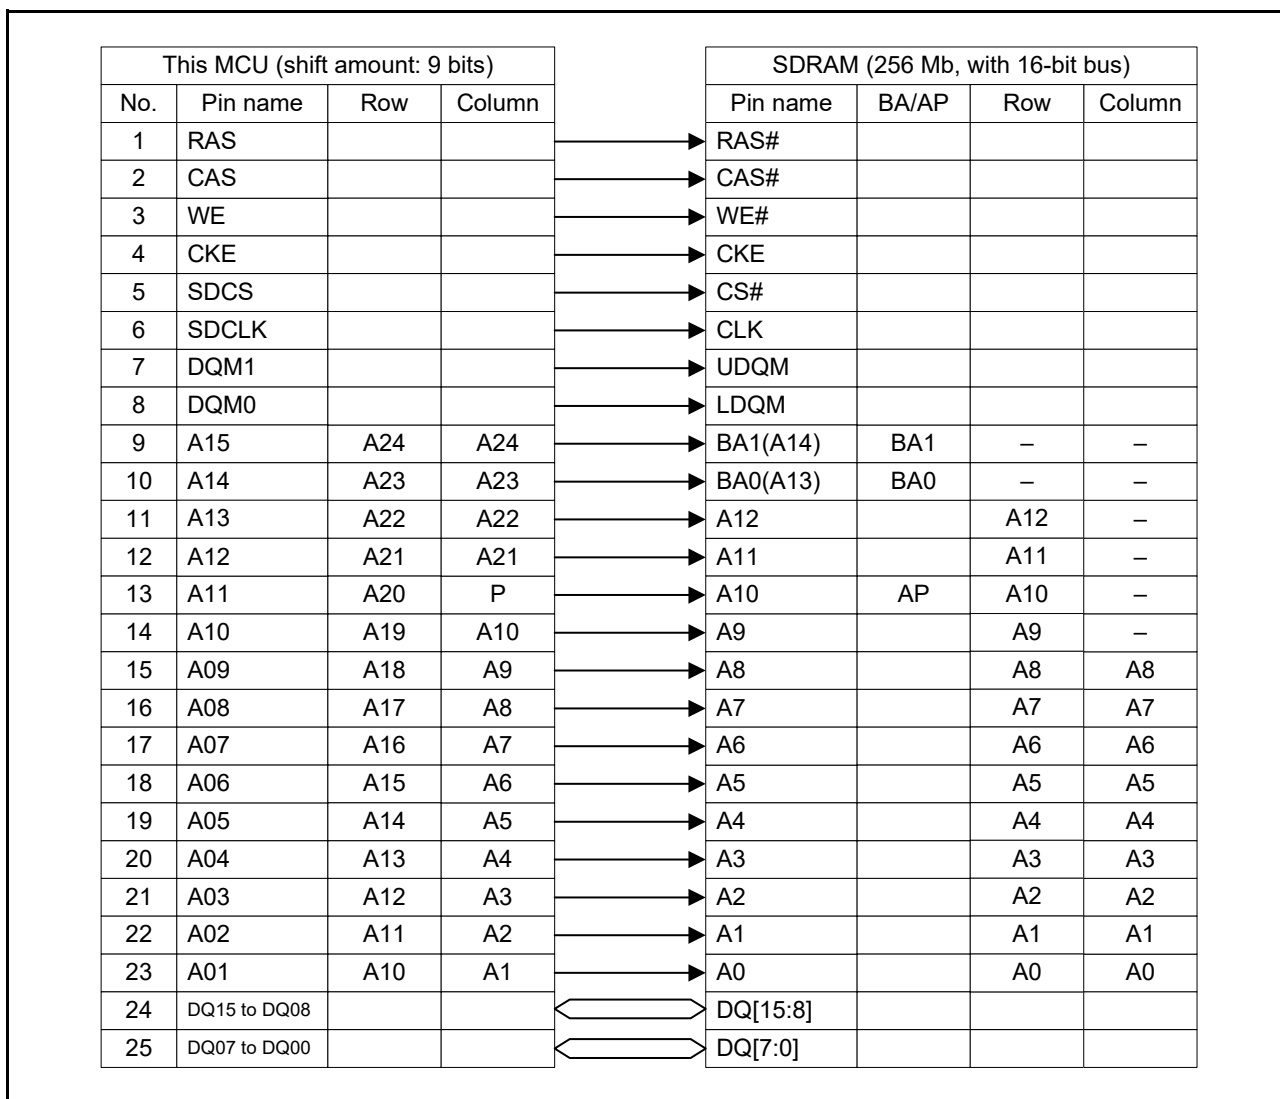 This MCU (shift amount: 9 bits) SDRAM (256 Mb, with 16-bit bus)
No. Pin name Row Column Pin name BA/AP Row Column
1 RAS RAS#
2 CAS CAS#
3 WE WE#
4 CKE CKE
5 SDCS CS#
6 SDCLK CLK
7 DQM1 UDQM
8 DQM0 LDQM
9 A15 A24 A24 BA1(A14) BA1 – –
10 A14 A23 A23 BA0(A13) BA0 – –
11 A13 A22 A22 A12 A12 –
12 A12 A21 A21 A11 A11 –
13 A11 A20 P A10 AP A10 –
14 A10 A19 A10 A9 A9 –
15 A09 A18 A9 A8 A8 A8
16 A08 A17 A8 A7 A7 A7
17 A07 A16 A7 A6 A6 A6
18 A06 A15 A6 A5 A5 A5
19 A05 A14 A5 A4 A4 A4
20 A04 A13 A4 A3 A3 A3
21 A03 A12 A3 A2 A2 A2
22 A02 A11 A2 A1 A1 A1
23 A01 A10 A1 A0 A0 A0
24 DQ15 to DQ08 DQ[15:8]
25 DQ07 to DQ00 DQ[7:0]